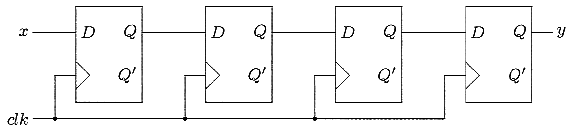 x D Q D Q D Q D Q y
Q′ Q′ Q′ Q′
clk